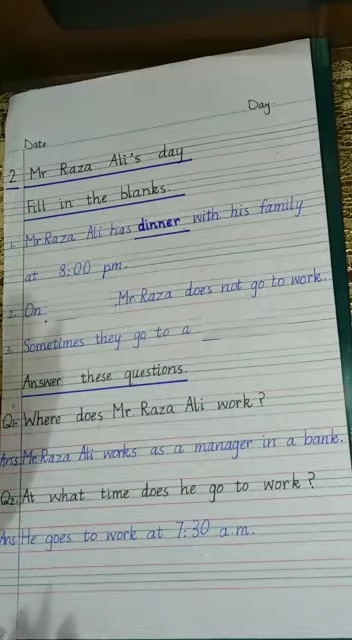 Day
Date
2 Mr Raza Ali's day
Fill in the blanks.
1. Mr.Raza Ali has dinner with his family
at 8:00 pm.
2. On ______, Mr.Raza does not go to work.
3. Sometimes they go to a ___
Answer these questions.
Q1. Where does Mr. Raza Ali work?
Ans. Mr.Raza Ali works as a manager in a bank.
Q2. At what time does he go to work?
Ans He goes to work at 7:30 a.m.